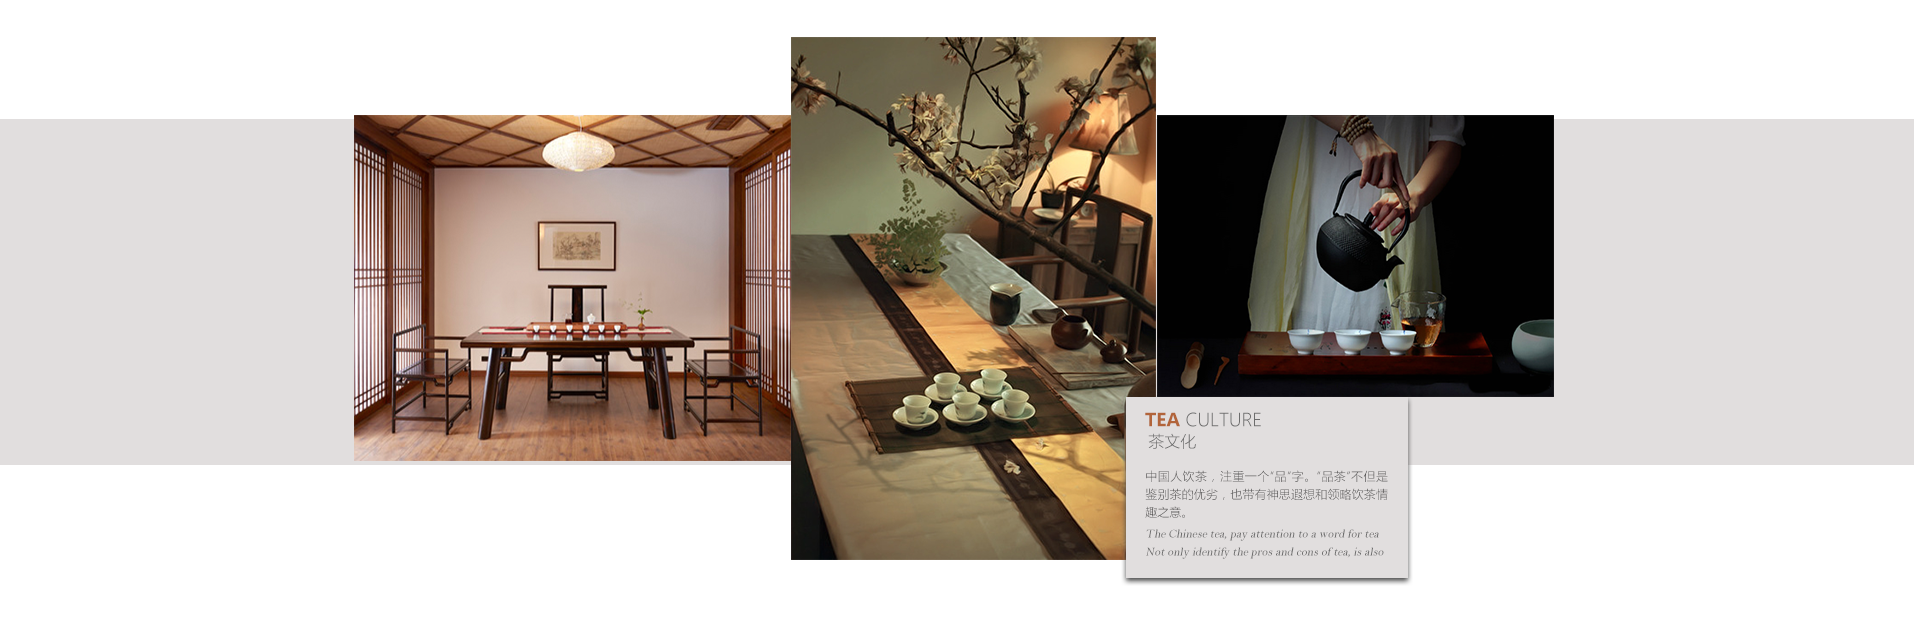 TEA CULTURE
茶文化
中国人饮茶，注重一个“品”字。“品茶”不但是
鉴别茶的优劣，也带有神思遐想和领略饮茶情
趣之意。
The Chinese tea, pay attention to a word for tea
Not only identify the pros and cons of tea, is also